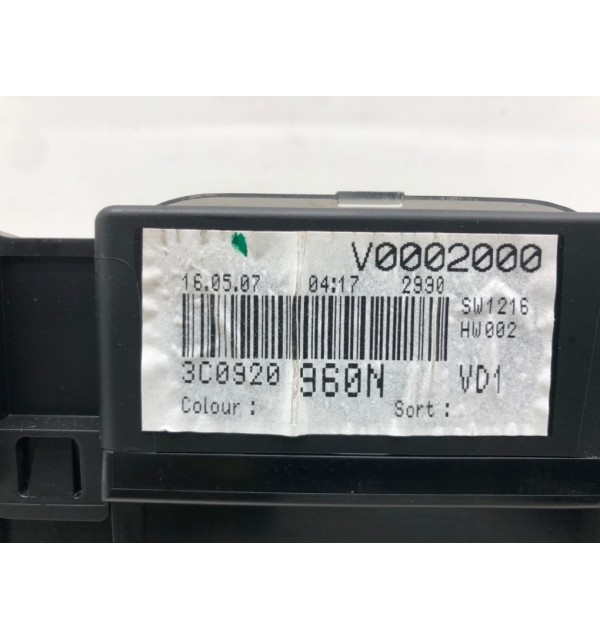 V0002000
16.05.07 04:17 2990
SW1216
HW002
3C0920 960N VD1
Colour : Sort :